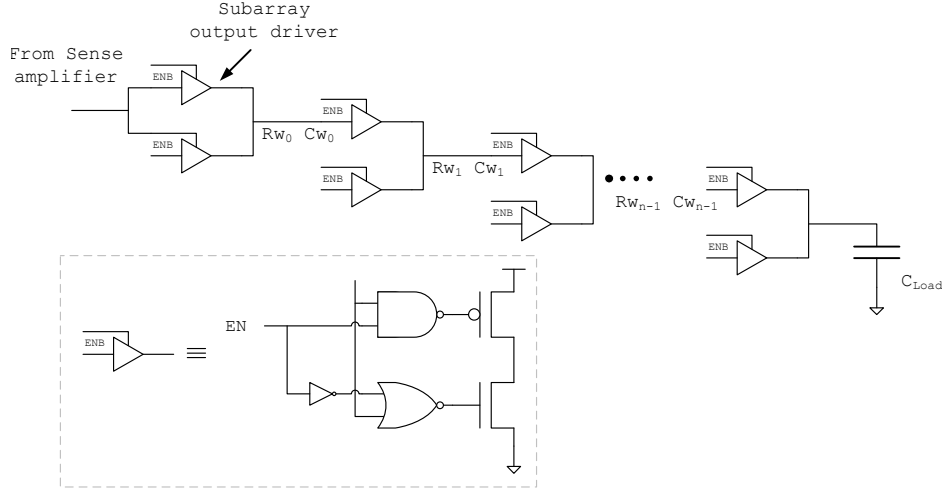 Subarray
output driver
From Sense
amplifier
ENB
ENB
Rw0 Cw0
ENB
ENB
Rw1 Cw1
ENB
ENB
Rwn-1 Cwn-1
ENB
ENB
CLoad
ENB
EN